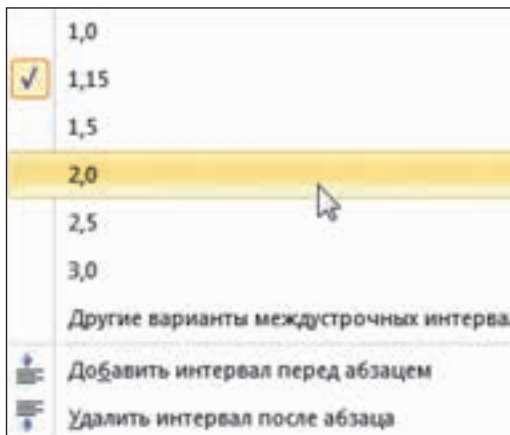 1,0
1,15
1,5
2,0
2,5
3,0
Другие варианты междустрочных
Добавить интервал перед абзацем
Удалить интервал после абзаца